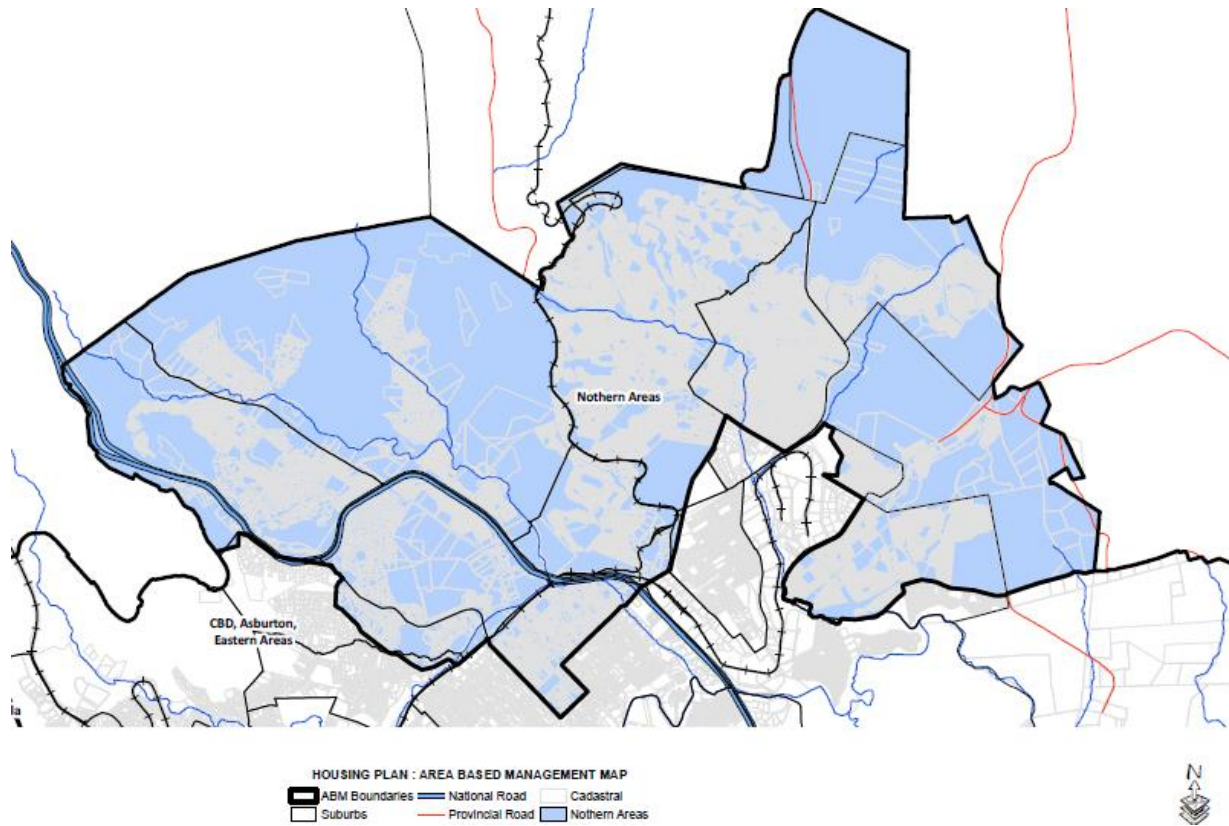 Nothern Areas
CBD, Asburton,
Eastern Areas
la
HOUSING PLAN : AREA BASED MANAGEMENT MAP
ABM Boundaries National Road Cadastral
Suburbs Provincial Road Nothern Areas
N